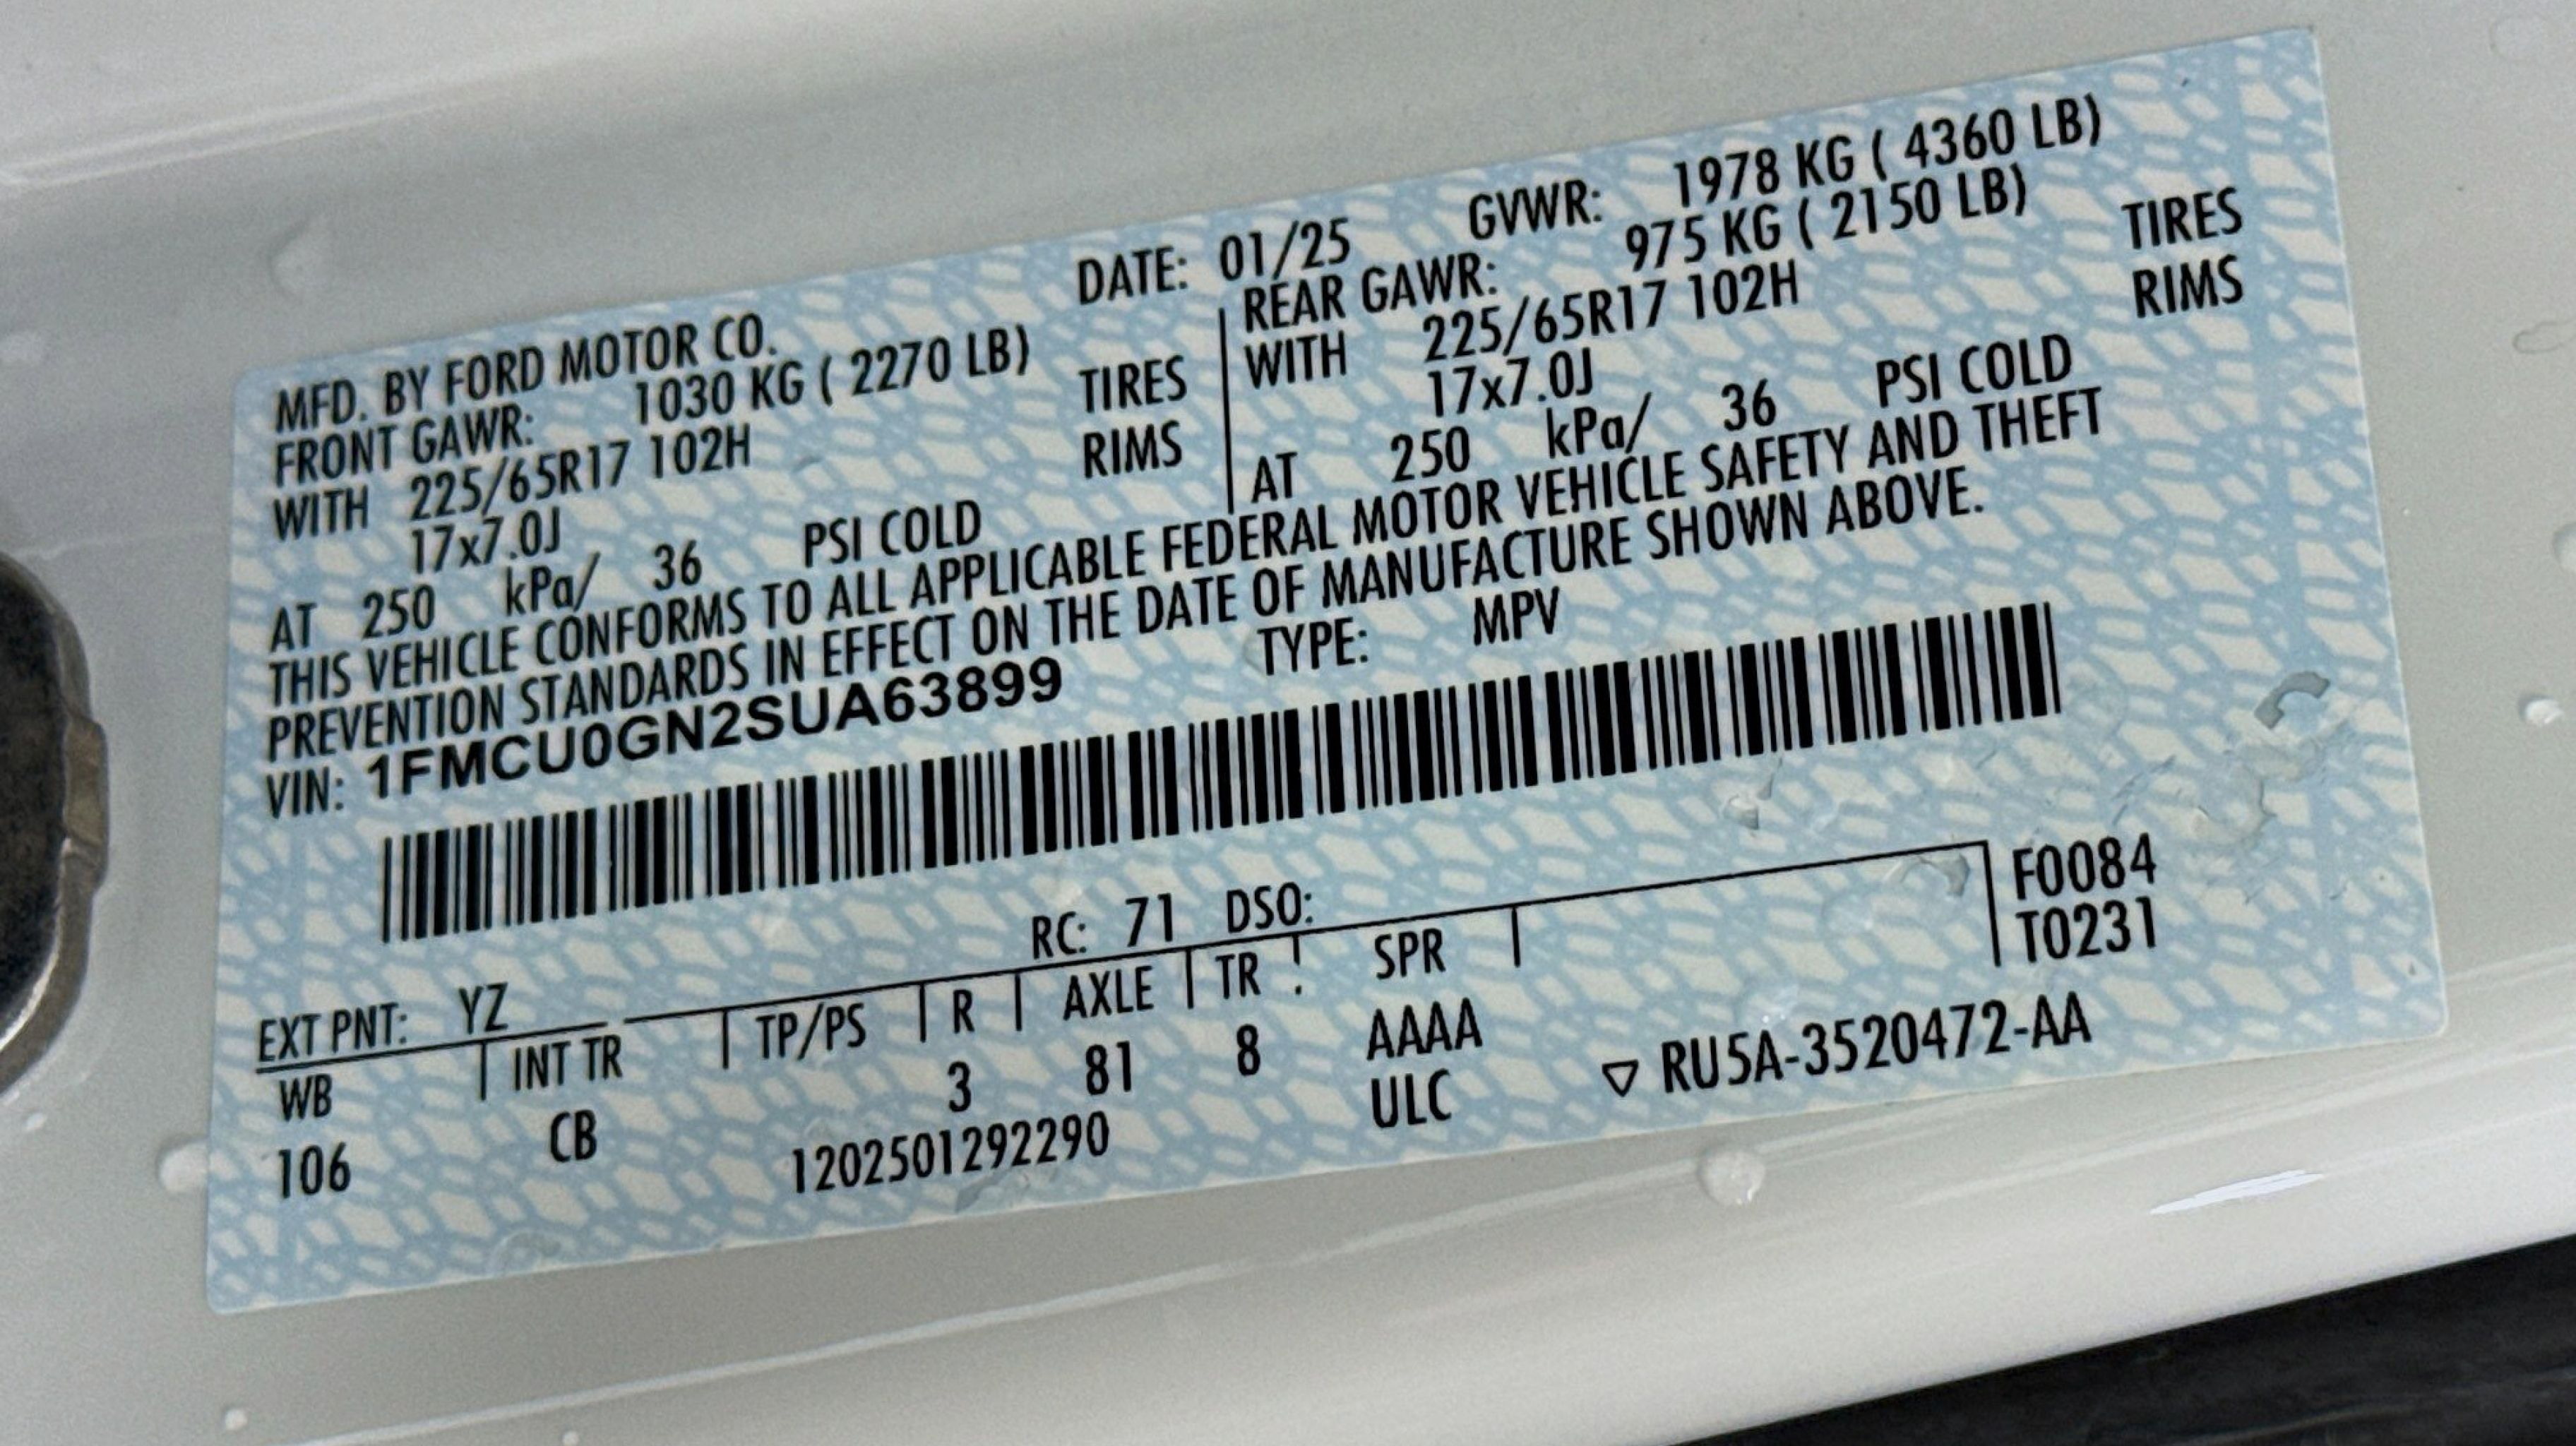 MFD. BY FORD MOTOR CO. DATE: 01/25 GVWR: 1978 KG ( 4360 LB)
FRONT GAWR: 1030 KG ( 2270 LB) REAR GAWR: 975 KG ( 2150 LB)
WITH 225/65R17 102H TIRES WITH 225/65R17 102H TIRES
17x7.0J RIMS 17x7.0J RIMS
AT 250 kPa/ 36 PSI COLD AT 250 kPa/ 36 PSI COLD
THIS VEHICLE CONFORMS TO ALL APPLICABLE FEDERAL MOTOR VEHICLE SAFETY AND THEFT
PREVENTION STANDARDS IN EFFECT ON THE DATE OF MANUFACTURE SHOWN ABOVE.
VIN: 1FMCU0GN2SUA63899 TYPE: MPV
F0084
T0231
EXT PNT: YZ RC: 71 DSO:
WB INT TR TP/PS R AXLE TR SPR
106 CB 3 81 8 AAAA
1202501292290 ULC ▽ RU5A-3520472-AA